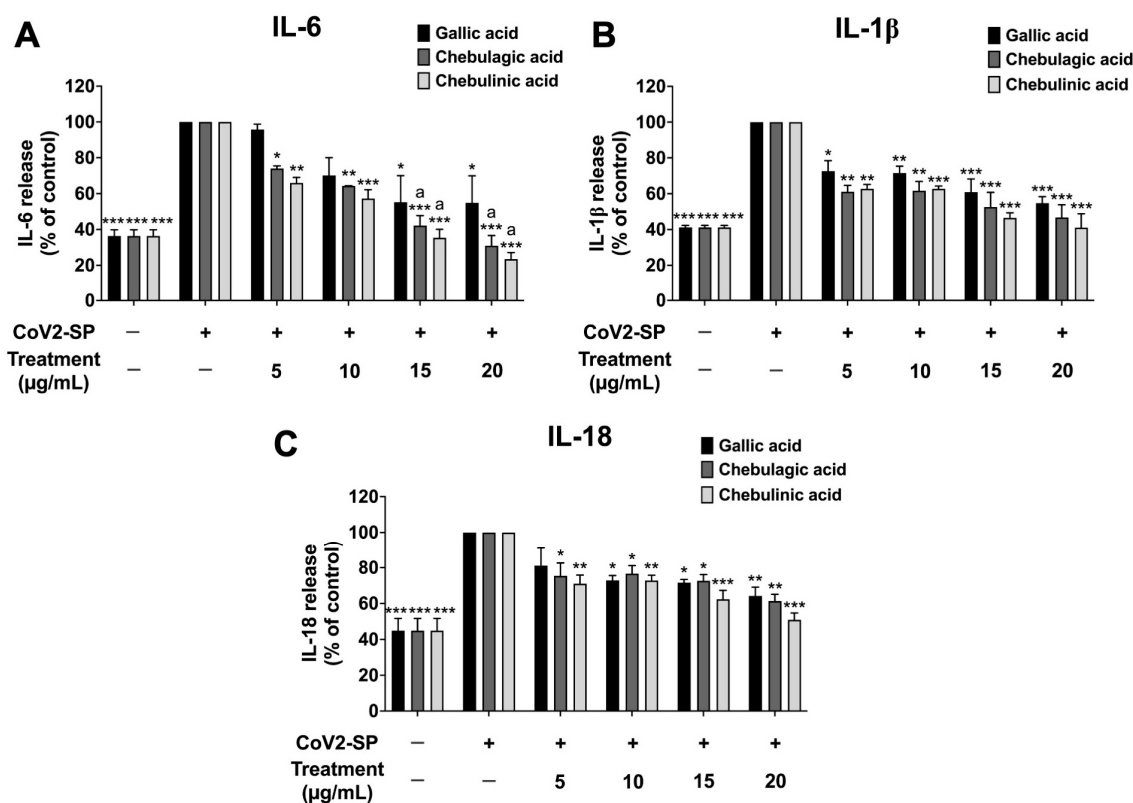 A
IL-6
Gallic acid
Chebulagic acid
Chebulinic acid
IL-6 release
(% of control)
120
100
80
60
40
20
0
*** *** ***
* **
** ***
* a *** a ***
* a *** a ***
CoV2-SP – + + + + +
Treatment
(µg/mL) – – 5 10 15 20
B
IL-1β
Gallic acid
Chebulagic acid
Chebulinic acid
IL-1β release
(% of control)
120
100
80
60
40
20
0
*** *** ***
* ** **
** ** ***
*** *** ***
*** *** ***
CoV2-SP – + + + + +
Treatment
(µg/mL) – – 5 10 15 20
C
IL-18
Gallic acid
Chebulagic acid
Chebulinic acid
IL-18 release
(% of control)
120
100
80
60
40
20
0
*** *** ***
* **
* * **
* * ***
** ** ***
CoV2-SP – + + + + +
Treatment
(µg/mL) – – 5 10 15 20